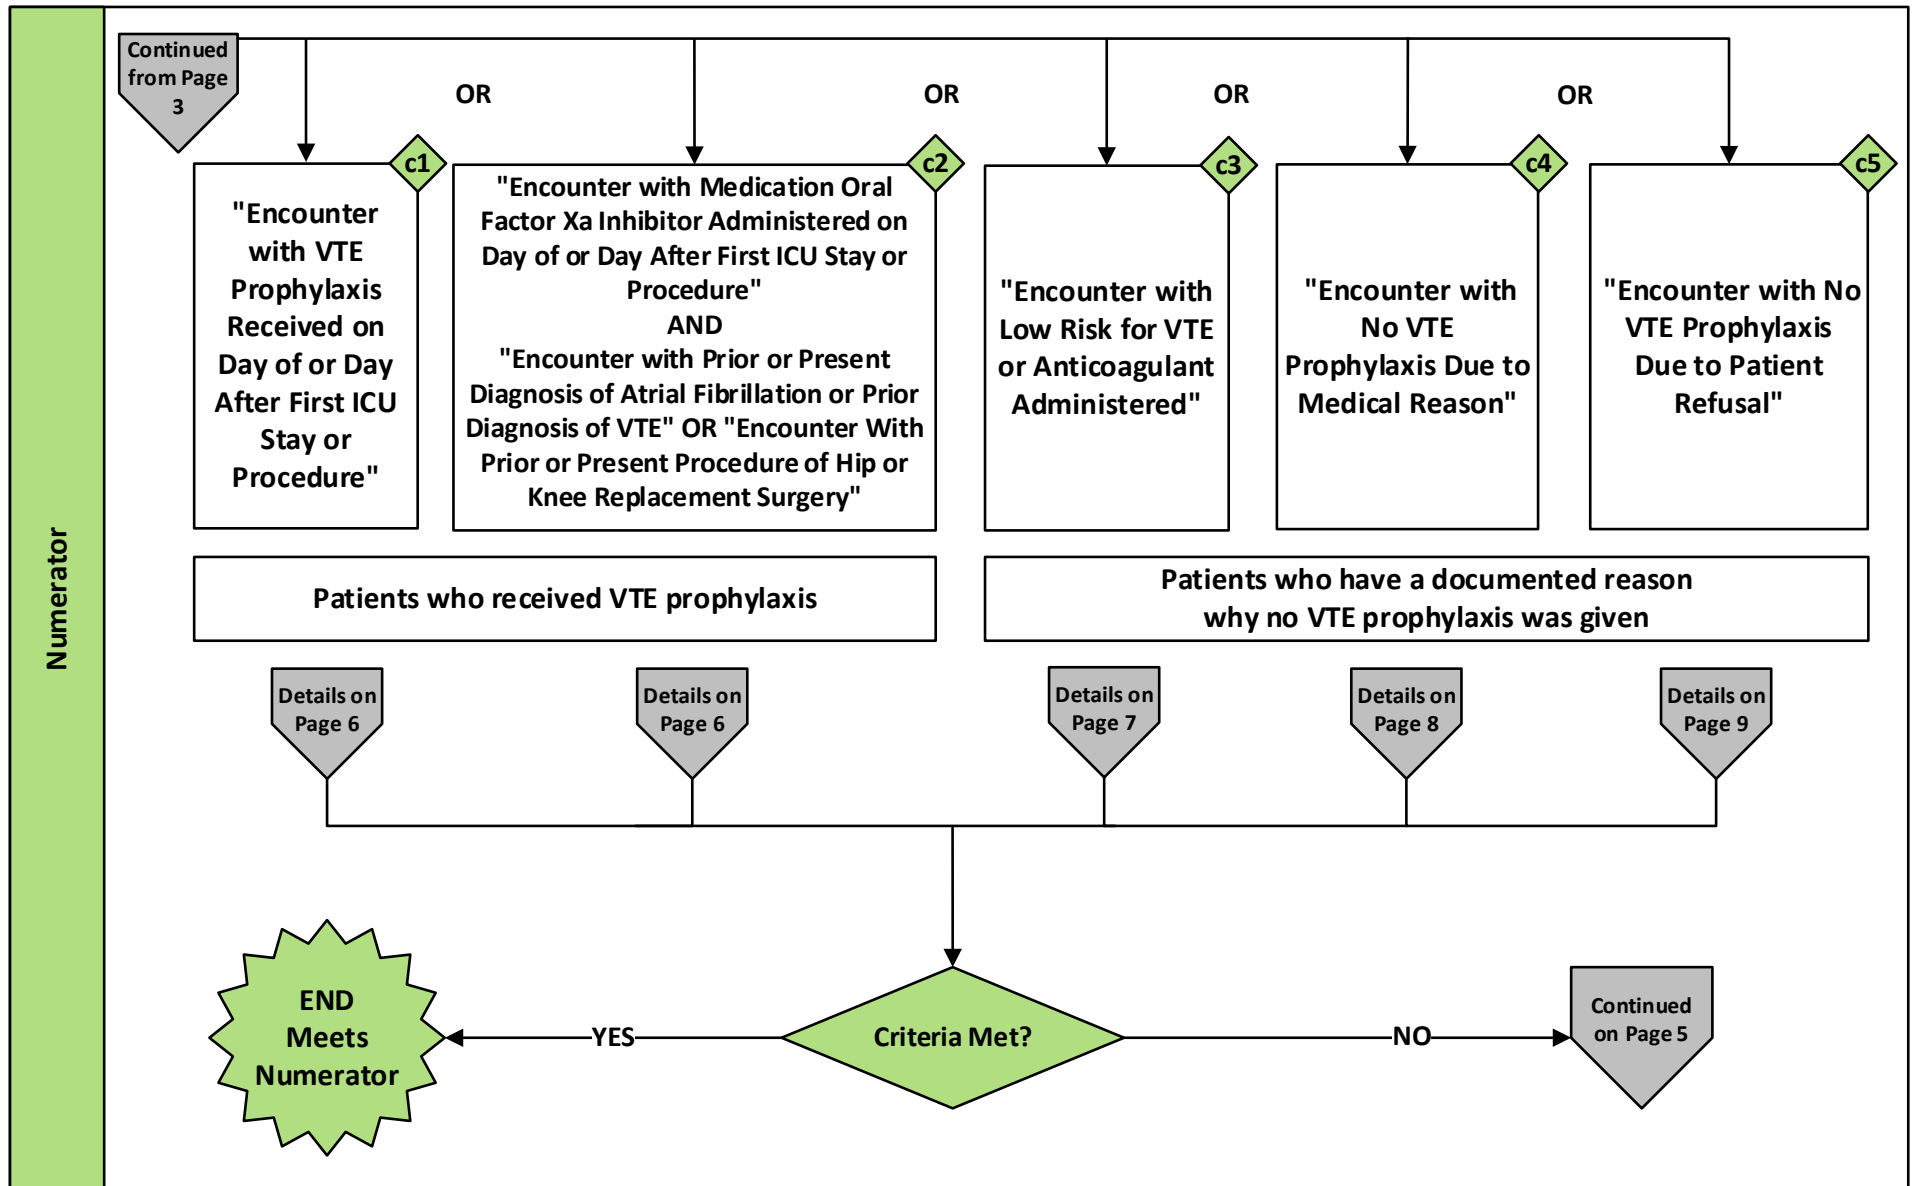 Numerator
Continued
from Page
3
OR
OR
OR
OR
c1
"Encounter
with VTE
Prophylaxis
Received on
Day of or Day
After First ICU
Stay or
Procedure"
c2
"Encounter with Medication Oral
Factor Xa Inhibitor Administered on
Day of or Day After First ICU Stay or
Procedure"
AND
"Encounter with Prior or Present
Diagnosis of Atrial Fibrillation or Prior
Diagnosis of VTE" OR "Encounter With
Prior or Present Procedure of Hip or
Knee Replacement Surgery"
c3
"Encounter with
Low Risk for VTE
or Anticoagulant
Administered"
c4
"Encounter with
No VTE
Prophylaxis Due to
Medical Reason"
c5
"Encounter with No
VTE Prophylaxis
Due to Patient
Refusal"
Patients who received VTE prophylaxis
Patients who have a documented reason
why no VTE prophylaxis was given
Details on
Page 6
Details on
Page 6
Details on
Page 7
Details on
Page 8
Details on
Page 9
END
Meets
Numerator
YES
Criteria Met?
NO
Continued
on Page 5